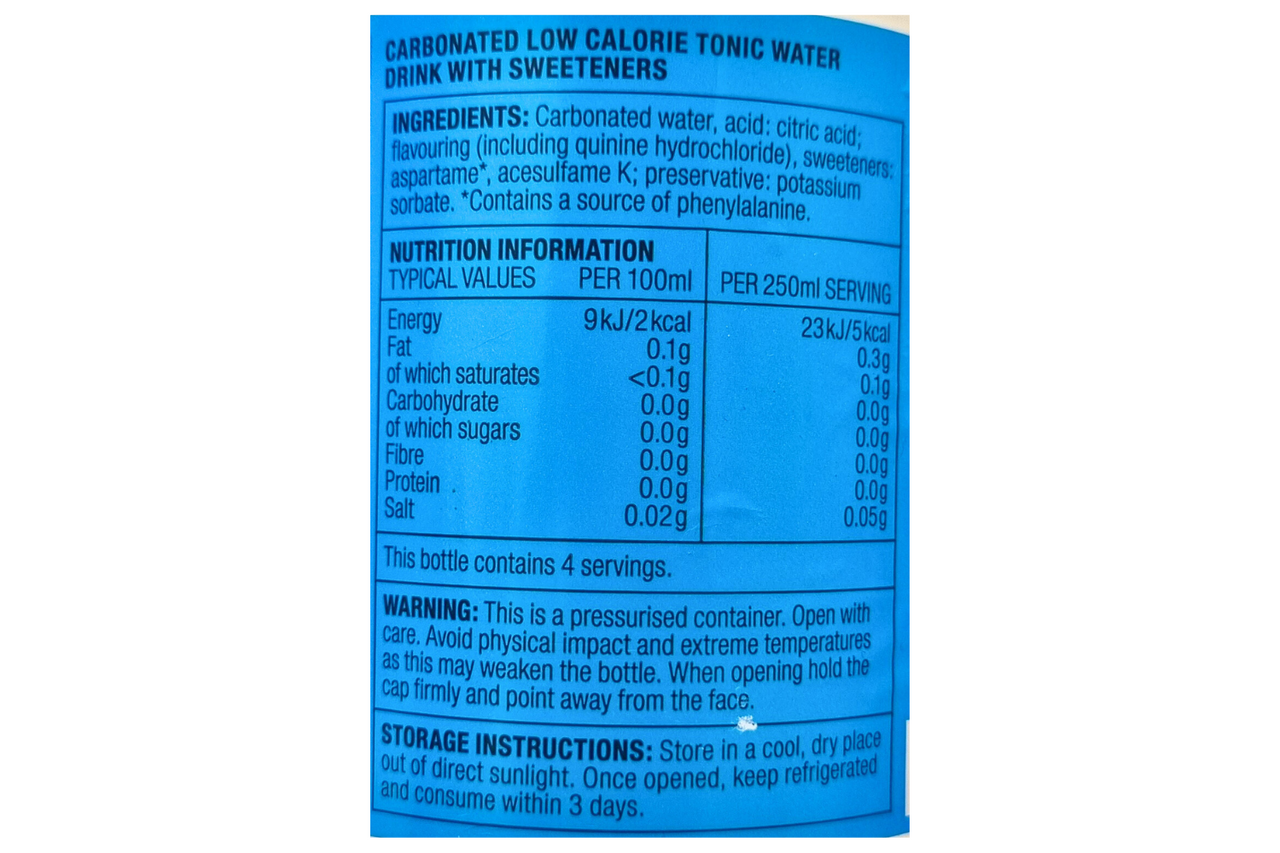 CARBONATED LOW CALORIE TONIC WATER
DRINK WITH SWEETENERS
INGREDIENTS: Carbonated water, acid: citric acid;
flavouring (including quinine hydrochloride), sweeteners:
aspartame*, acesulfame K; preservative: potassium
sorbate. *Contains a source of phenylalanine.
NUTRITION INFORMATION
TYPICAL VALUES PER 100ml PER 250ml SERVING
Energy 9kJ/2kcal 23kJ/5kcal
Fat 0.1g 0.3g
of which saturates <0.1g 0.1g
Carbohydrate 0.0g 0.0g
of which sugars 0.0g 0.0g
Fibre 0.0g 0.0g
Protein 0.0g 0.0g
Salt 0.02g 0.05g
This bottle contains 4 servings.
WARNING: This is a pressurised container. Open with
care. Avoid physical impact and extreme temperatures
as this may weaken the bottle. When opening hold the
cap firmly and point away from the face.
STORAGE INSTRUCTIONS: Store in a cool, dry place
out of direct sunlight. Once opened, keep refrigerated
and consume within 3 days.